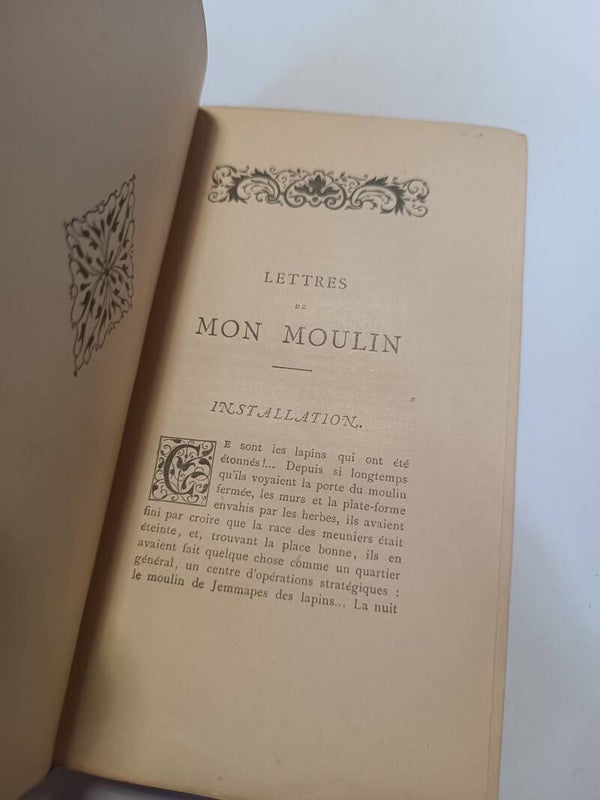 LETTRES
DE
MON MOULIN
INSTALLATION.
CE sont les lapins qui ont été
étonnés!... Depuis si longtemps
qu'ils voyaient la porte du moulin
fermée, les murs et la plate-forme
envahis par les herbes, ils avaient
fini par croire que la race des meuniers était
éteinte, et, trouvant la place bonne, ils en
avaient fait quelque chose comme un quartier
général, un centre d'opérations stratégiques :
le moulin de Jemmapes des lapins... La nuit